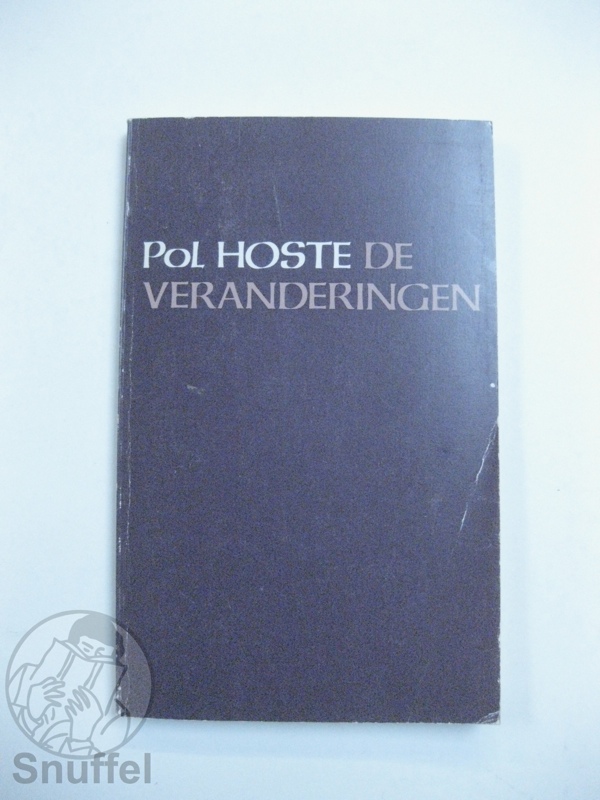 Pol HOSTE DE
VERANDERINGEN
Snuffel